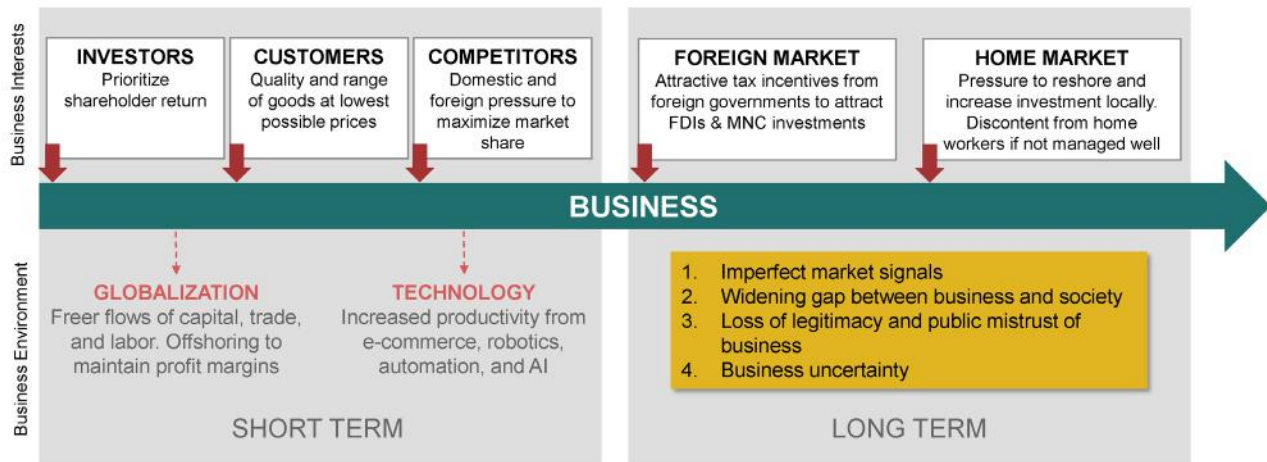 Business Interests
INVESTORS
Prioritize
shareholder return
CUSTOMERS
Quality and range
of goods at lowest
possible prices
COMPETITORS
Domestic and
foreign pressure to
maximize market
share
FOREIGN MARKET
Attractive tax incentives from
foreign governments to attract
FDIs & MNC investments
HOME MARKET
Pressure to reshore and
increase investment locally.
Discontent from home
workers if not managed well
BUSINESS
Business Environment
GLOBALIZATION
Freer flows of capital, trade,
and labor. Offshoring to
maintain profit margins
TECHNOLOGY
Increased productivity from
e-commerce, robotics,
automation, and AI
1. Imperfect market signals
2. Widening gap between business and society
3. Loss of legitimacy and public mistrust of
business
4. Business uncertainty
SHORT TERM
LONG TERM